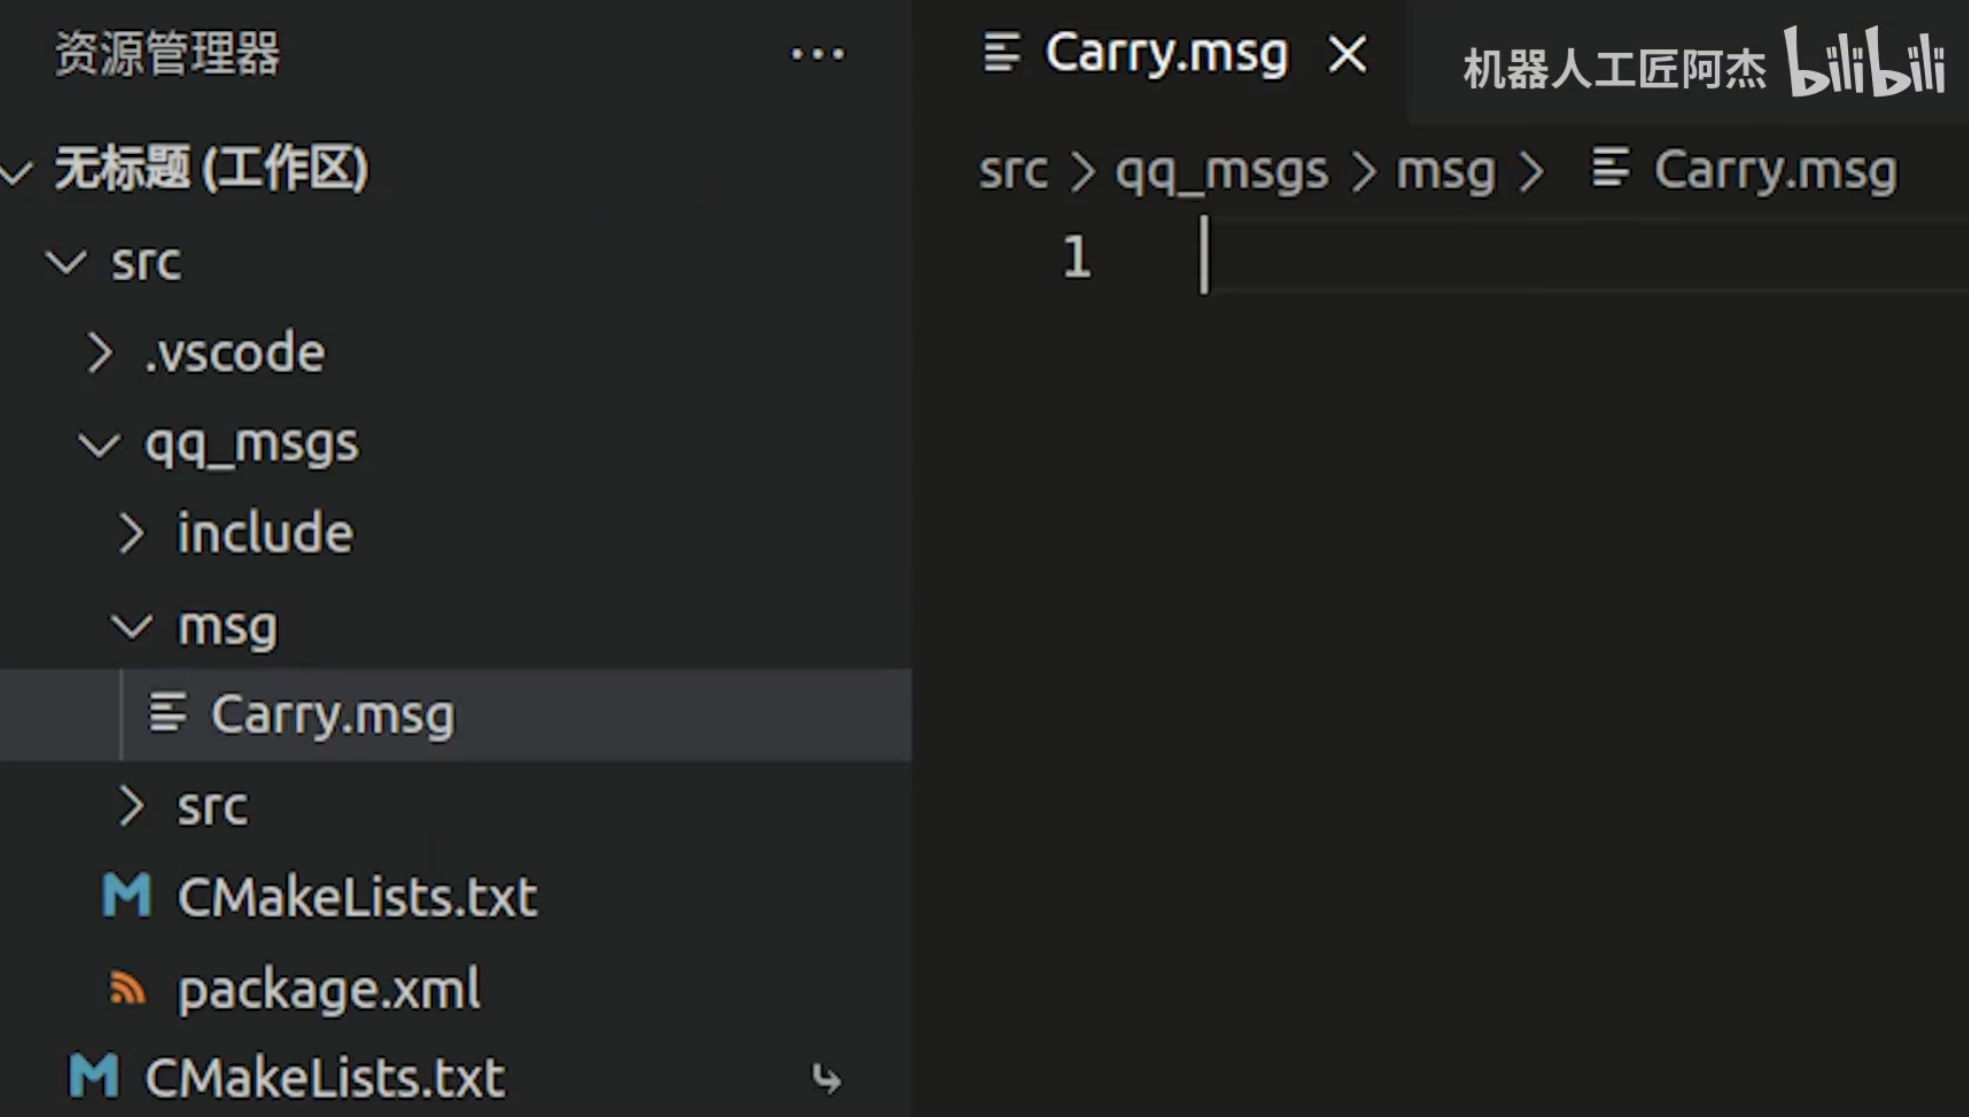 资源管理器
···
Carry.msg
机器人工匠阿杰 bilibili
无标题 (工作区)
src > qq_msgs > msg > Carry.msg
1
src
.vscode
qq_msgs
include
msg
Carry.msg
src
CMakeLists.txt
package.xml
CMakeLists.txt